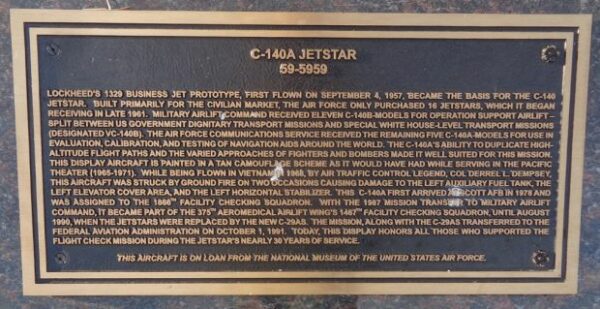 C-140A JETSTAR
59-5959
LOCKHEED'S 1329 BUSINESS JET PROTOTYPE, FIRST FLOWN ON SEPTEMBER 4, 1957, BECAME THE BASIS FOR THE C-140
JETSTAR. BUILT PRIMARILY FOR THE CIVILIAN MARKET, THE AIR FORCE ONLY PURCHASED 16 JETSTARS, WHICH IT BEGAN
RECEIVING IN LATE 1961. MILITARY AIRLIFT COMMAND RECEIVED ELEVEN C-140B-MODELS FOR OPERATION SUPPORT AIRLIFT –
SPLIT BETWEEN US GOVERNMENT DIGNITARY TRANSPORT MISSIONS AND SPECIAL WHITE HOUSE-LEVEL TRANSPORT MISSIONS
(DESIGNATED VC-140B). THE AIR FORCE COMMUNICATIONS SERVICE RECEIVED THE REMAINING FIVE C-140A-MODELS FOR USE IN
EVALUATION, CALIBRATION, AND TESTING OF NAVIGATION AIDS AROUND THE WORLD. THE C-140A'S ABILITY TO DUPLICATE HIGH-
ALTITUDE FLIGHT PATHS AND THE VARIED APPROACHES OF FIGHTERS AND BOMBERS MADE IT WELL SUITED FOR THIS MISSION.
THIS DISPLAY AIRCRAFT IS PAINTED IN A TAN CAMOUFLAGE SCHEME AS IT WOULD HAVE HAD WHILE SERVING IN THE PACIFIC
THEATER (1965-1971). WHILE BEING FLOWN IN VIETNAM 1968, BY AIR TRAFFIC CONTROL LEGEND, COL DERREL L. DEMPSEY,
THIS AIRCRAFT WAS STRUCK BY GROUND FIRE ON TWO OCCASIONS CAUSING DAMAGE TO THE LEFT AUXILIARY FUEL TANK, THE
LEFT ELEVATOR COVER AREA, AND THE LEFT HORIZONTAL STABILIZER. THIS C-140A FIRST ARRIVED SCOTT AFB IN 1978 AND
WAS ASSIGNED TO THE 1866TH FACILITY CHECKING SQUADRON. WITH THE 1987 MISSION TRANSFER TO MILITARY AIRLIFT
COMMAND, IT BECAME PART OF THE 375TH AEROMEDICAL AIRLIFT WING'S 1467TH FACILITY CHECKING SQUADRON, UNTIL AUGUST
1990, WHEN THE JETSTARS WERE REPLACED BY THE NEW C-29AS. THE MISSION, ALONG WITH THE C-29AS TRANSFERRED TO THE
FEDERAL AVIATION ADMINISTRATION ON OCTOBER 1, 1991. TODAY, THIS DISPLAY HONORS ALL THOSE WHO SUPPORTED THE
FLIGHT CHECK MISSION DURING THE JETSTAR'S NEARLY 30 YEARS OF SERVICE.
THIS AIRCRAFT IS ON LOAN FROM THE NATIONAL MUSEUM OF THE UNITED STATES AIR FORCE.